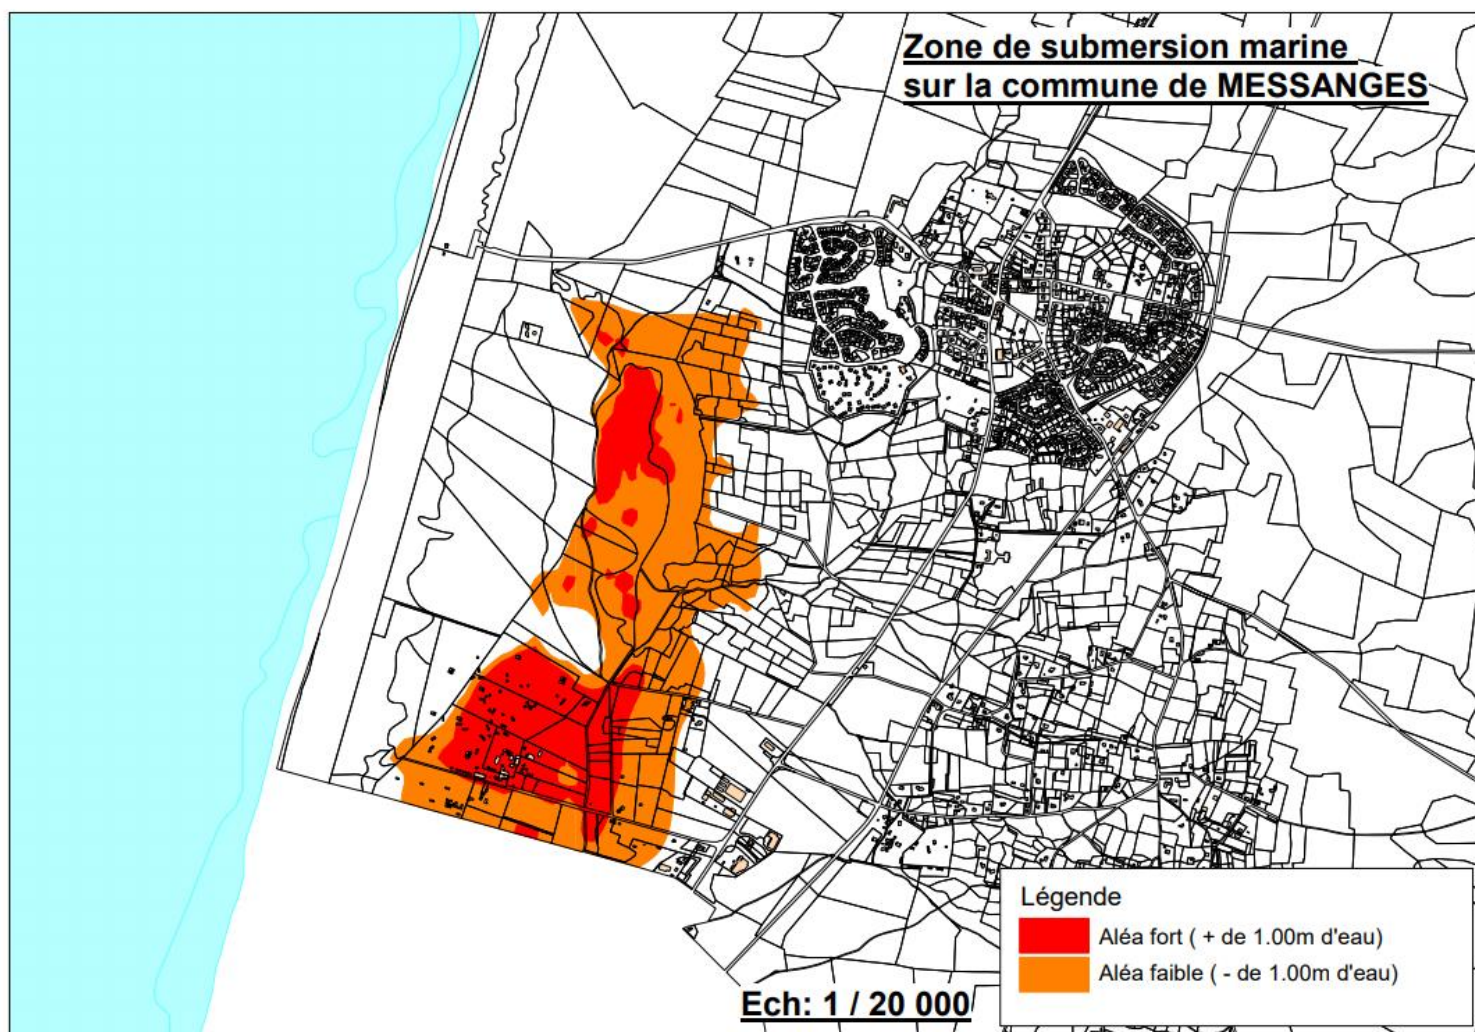 Zone de submersion marine
sur la commune de MESSANGES
Légende
Aléa fort ( + de 1.00m d'eau)
Aléa faible ( - de 1.00m d'eau)
Ech: 1 / 20 000